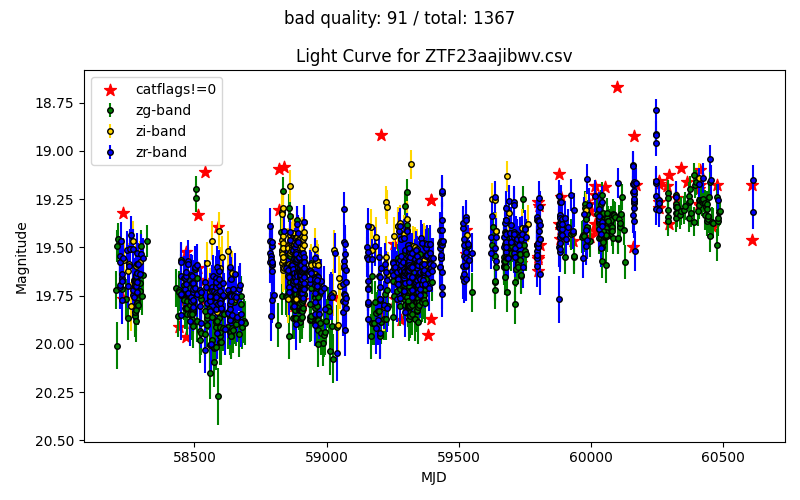 bad quality: 91 / total: 1367
Light Curve for ZTF23aajibwv.csv
catflags!=0
zg-band
zi-band
zr-band
18.75
19.00
19.25
19.50
19.75
20.00
20.25
20.50
Magnitude
58500
59000
59500
60000
60500
MJD